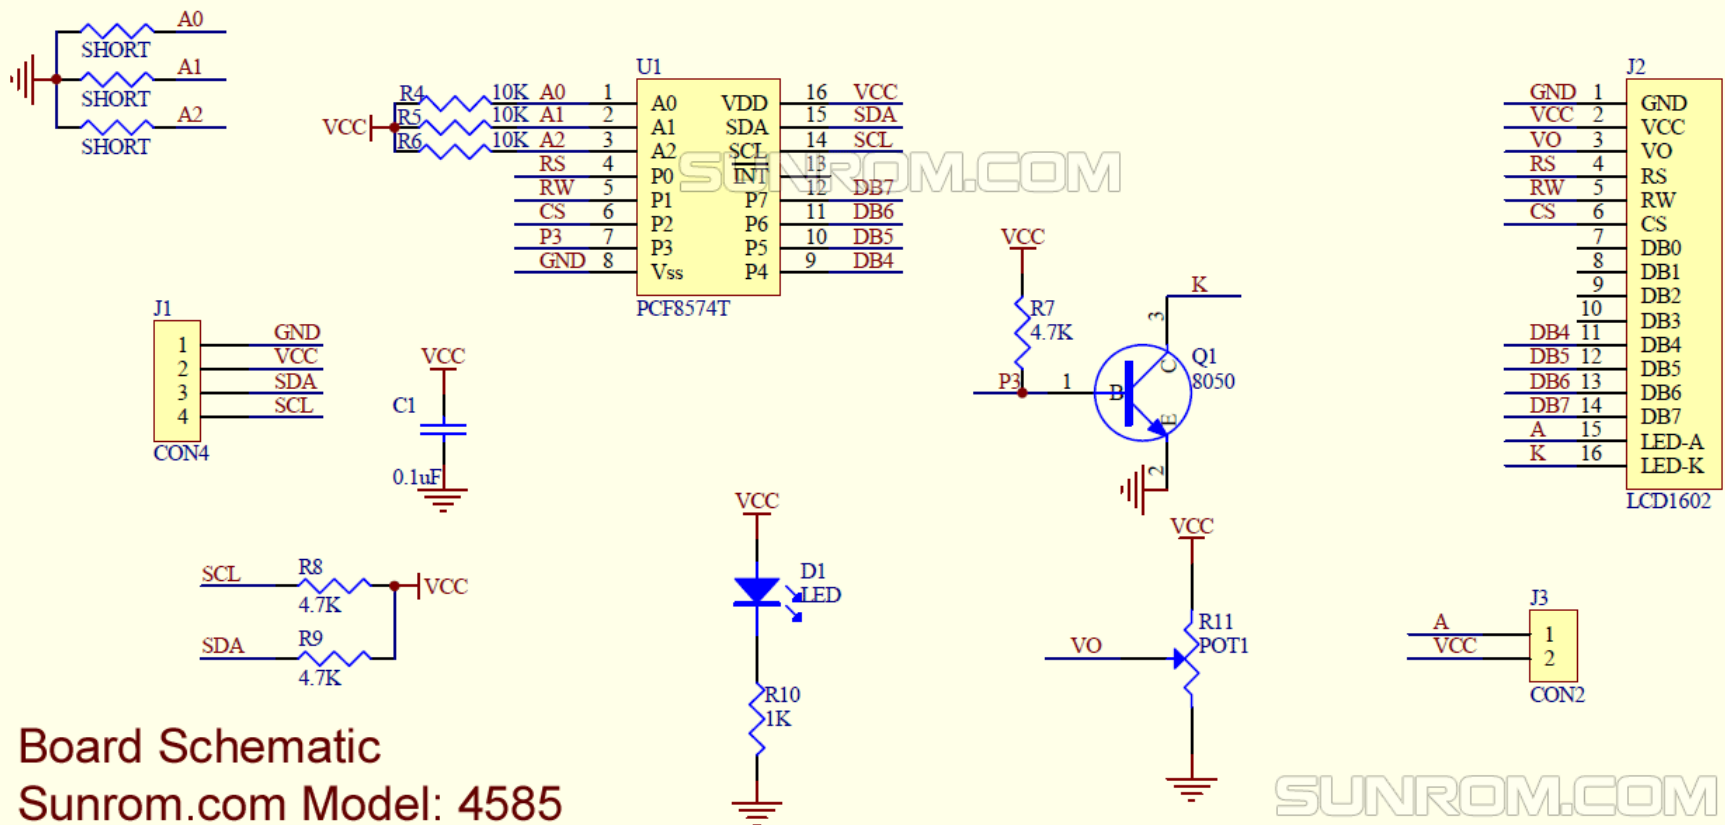 A0
SHORT
A1
SHORT
A2
SHORT
VCC
R4 10K A0 1
R5 10K A1 2
R6 10K A2 3
RS 4
RW 5
CS 6
P3 7
GND 8
U1
A0 VDD
A1 SDA
A2 SCL
P0 INT
P1 P7
P2 P6
P3 P5
Vss P4
PCF8574T
16 VCC
15 SDA
14 SCL
13
12 DB7
11 DB6
10 DB5
9 DB4
SUNROM.COM
J2
GND 1 GND
VCC 2 VCC
VO 3 VO
RS 4 RS
RW 5 RW
CS 6 CS
7 DB0
8 DB1
9 DB2
10 DB3
DB4 11 DB4
DB5 12 DB5
DB6 13 DB6
DB7 14 DB7
A 15 LED-A
K 16 LED-K
LCD1602
J1
1 GND
2 VCC
3 SDA
4 SCL
CON4
VCC
C1
0.1uF
VCC
R7
4.7K
P3 1
B
C
E
3
2
K
Q1
8050
SCL R8 VCC
4.7K
SDA R9
4.7K
VCC
D1
LED
R10
1K
VCC
R11
VO POT1
J3
A 1
VCC 2
CON2
Board Schematic
Sunrom.com Model: 4585
SUNROM.COM